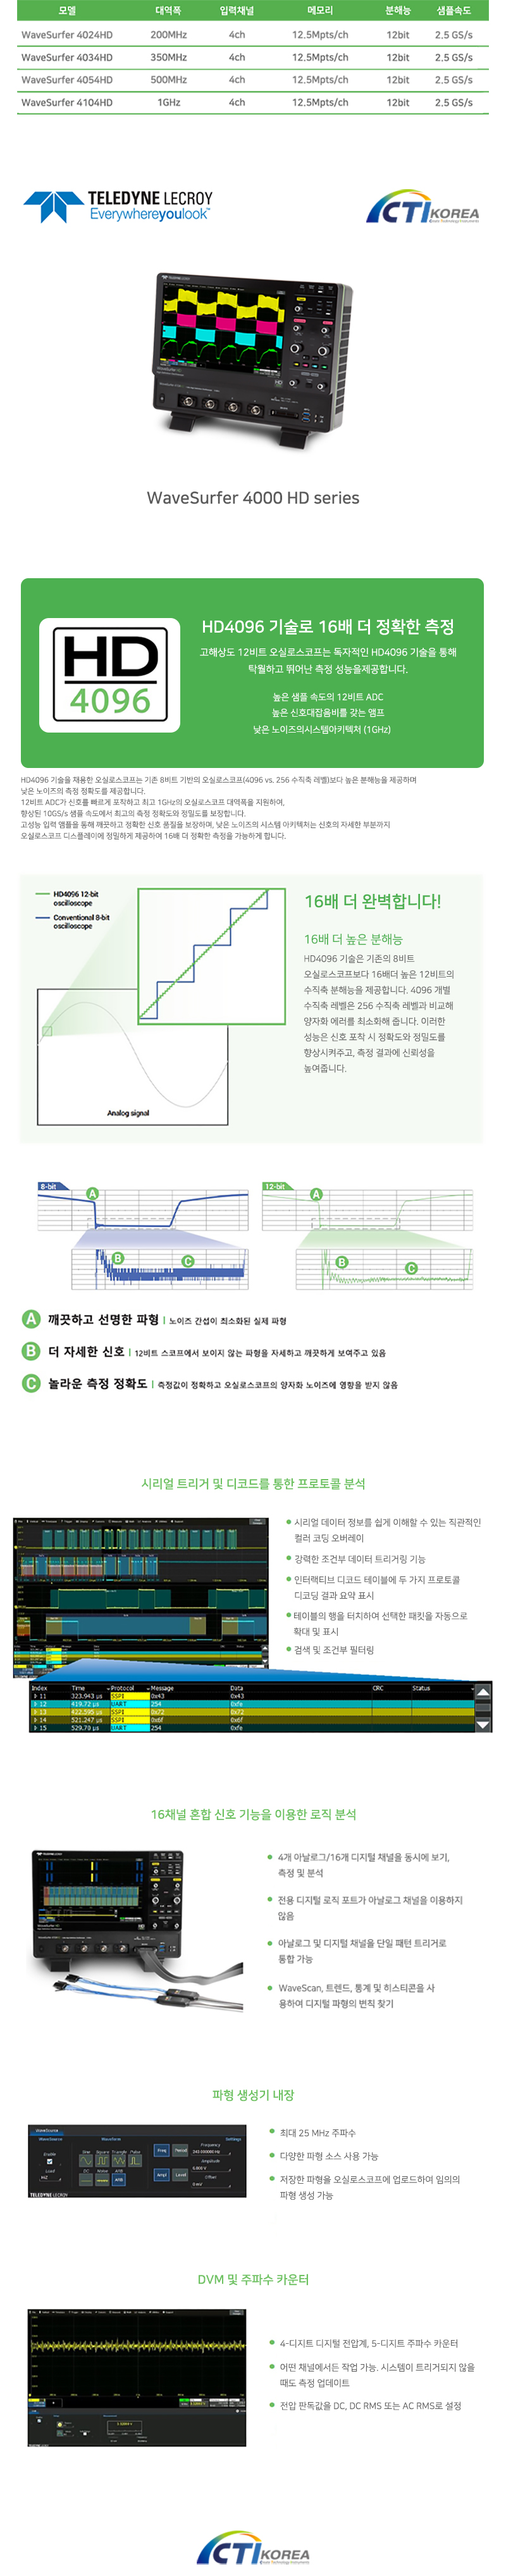 모델 대역폭 입력채널 메모리 분해능 샘플속도
WaveSurfer 4024HD 200MHz 4ch 12.5Mpts/ch 12bit 2.5 GS/s
WaveSurfer 4034HD 350MHz 4ch 12.5Mpts/ch 12bit 2.5 GS/s
WaveSurfer 4054HD 500MHz 4ch 12.5Mpts/ch 12bit 2.5 GS/s
WaveSurfer 4104HD 1GHz 4ch 12.5Mpts/ch 12bit 2.5 GS/s
TELEDYNE LECROY
Everywhereyoulook™
CTI KOREA
WaveSurfer 4000 HD series
HD
4096
HD4096 기술로 16배 더 정확한 측정
고해상도 12비트 오실로스코프는 독자적인 HD4096 기술을 통해
탁월하고 뛰어난 측정 성능을제공합니다.
높은 샘플 속도의 12비트 ADC
높은 신호대잡음비를 갖는 앰프
낮은 노이즈의시스템아키텍처 (1GHz)
HD4096 기술을 채용한 오실로스코프는 기존 8비트 기반의 오실로스코프(4096 vs. 256 수직축 레벨)보다 높은 분해능을 제공하며
낮은 노이즈의 측정 정확도를 제공합니다.
12비트 ADC가 신호를 빠르게 포착하고 최고 1GHz의 오실로스코프 대역폭을 지원하며,
향상된 10GS/s 샘플 속도에서 최고의 측정 정확도와 정밀도를 보장합니다.
고성능 입력 앰플을 통해 깨끗하고 정확한 신호 품질을 보장하며, 낮은 노이즈의 시스템 아키텍처는 신호의 자세한 부분까지
오실로스코프 디스플레이에 정밀하게 제공하여 16배 더 정확한 측정을 가능하게 합니다.
HD4096 12-bit
oscilloscope
Conventional 8-bit
oscilloscope
Analog signal
16배 더 완벽합니다!
16배 더 높은 분해능
HD4096 기술은 기존의 8비트
오실로스코프보다 16배더 높은 12비트의
수직축 분해능을 제공합니다. 4096 개별
수직축 레벨은 256 수직축 레벨과 비교해
양자화 에러를 최소화해 줍니다. 이러한
성능은 신호 포착 시 정확도와 정밀도를
향상시켜주고, 측정 결과에 신뢰성을
높여줍니다.
8-bit
A
B
C
12-bit
A
B
C
A 깨끗하고 선명한 파형 | 노이즈 간섭이 최소화된 실제 파형
B 더 자세한 신호 | 12비트 스코프에서 보이지 않는 파형을 자세하고 깨끗하게 보여주고 있음
C 놀라운 측정 정확도 | 측정값이 정확하고 오실로스코프의 양자화 노이즈에 영향을 받지 않음
시리얼 트리거 및 디코드를 통한 프로토콜 분석
시리얼 데이터 정보를 쉽게 이해할 수 있는 직관적인
컬러 코딩 오버레이
강력한 조건부 데이터 트리거링 기능
인터랙티브 디코드 테이블에 두 가지 프로토콜
디코딩 결과 요약 표시
테이블의 행을 터치하여 선택한 패킷을 자동으로
확대 및 표시
검색 및 조건부 필터링
Index Time Protocol Message Data CRC Status
11 323.943 µs SSPI 0x43 0x43
12 419.72 µs UART 254 0xfe
13 422.595 µs SSPI 0x72 0x72
14 521.247 µs SSPI 0x6f 0x6f
15 529.70 µs UART 254 0xfe
16채널 혼합 신호 기능을 이용한 로직 분석
4개 아날로그/16개 디지털 채널을 동시에 보기,
측정 및 분석
전용 디지털 로직 포트가 아날로그 채널을 이용하지
않음
아날로그 및 디지털 채널을 단일 패턴 트리거로
통합 가능
WaveScan, 트렌드, 통계 및 히스티콘을 사
용하여 디지털 파형의 변칙 찾기
파형 생성기 내장
WaveSource
Enable
Load
Sine Square Triangle Pulse
DC Noise ARB
Freq Period
Ampl Level
Settings
Frequency
Amplitude
Offset
TELEDYNE LECROY
최대 25 MHz 주파수
다양한 파형 소스 사용 가능
저장한 파형을 오실로스코프에 업로드하여 임의의
파형 생성 가능
DVM 및 주파수 카운터
4-디지트 디지털 전압계, 5-디지트 주파수 카운터
어떤 채널에서든 작업 가능. 시스템이 트리거되지 않을
때도 측정 업데이트
전압 판독값을 DC, DC RMS 또는 AC RMS로 설정
CTI KOREA